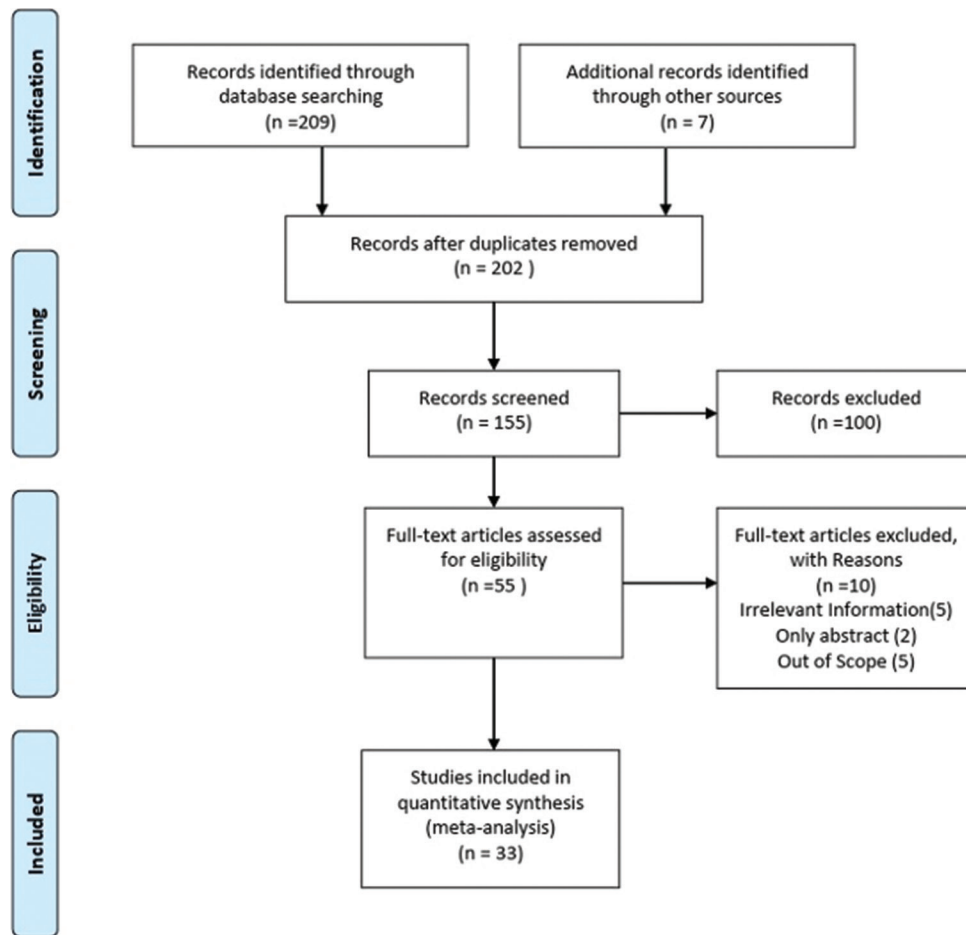 Identification
Records identified through
database searching
(n =209)
Additional records identified
through other sources
(n = 7)
Records after duplicates removed
(n = 202 )
Screening
Records screened
(n = 155)
Records excluded
(n =100)
Eligibility
Full-text articles assessed
for eligibility
(n =55 )
Full-text articles excluded,
with Reasons
(n =10)
Irrelevant Information(5)
Only abstract (2)
Out of Scope (5)
Included
Studies included in
quantitative synthesis
(meta-analysis)
(n = 33)